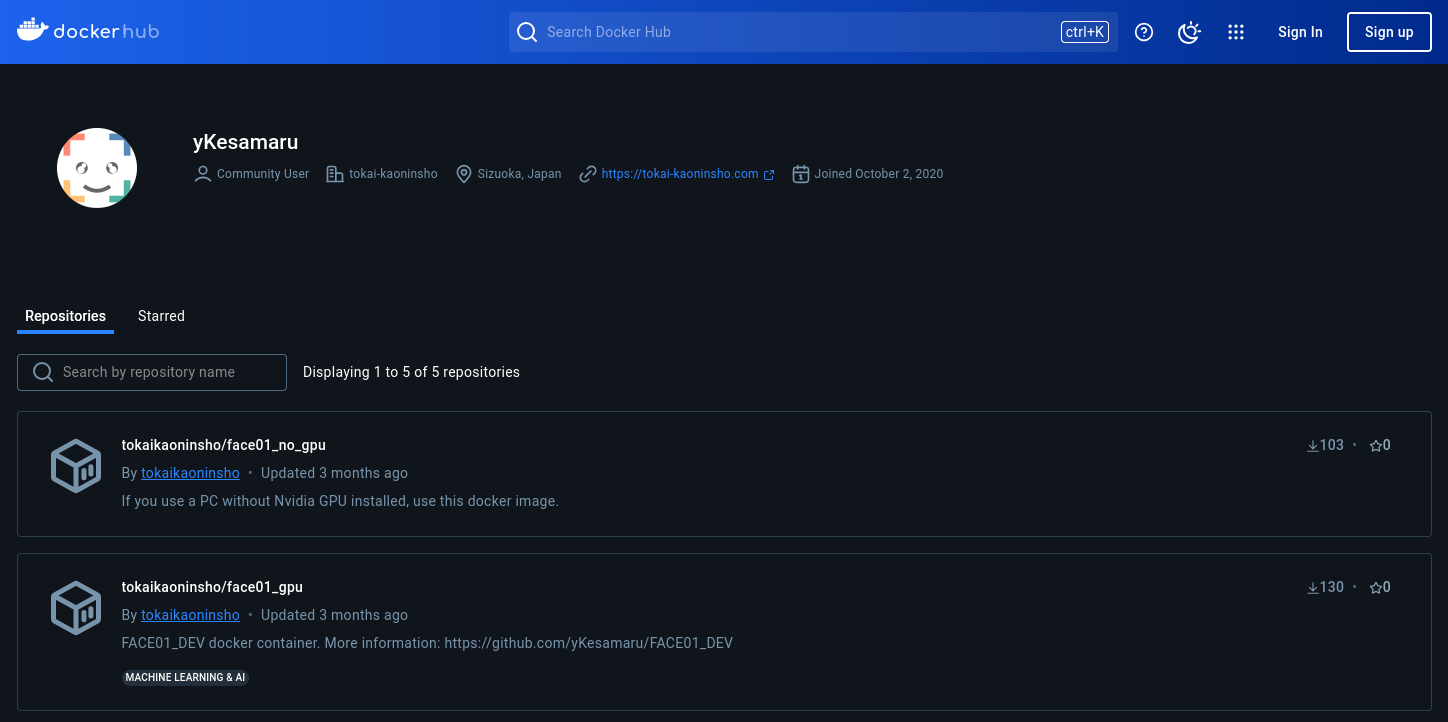 dockerhub
Search Docker Hub
ctrl+K
Sign In
Sign up
yKesamaru
Community User
tokai-kaoninsho
Sizuoka, Japan
https://tokai-kaoninsho.com
Joined October 2, 2020
Repositories
Starred
Search by repository name
Displaying 1 to 5 of 5 repositories
tokaikaoninsho/face01_no_gpu
103 • 0
By tokaikaoninsho • Updated 3 months ago
If you use a PC without Nvidia GPU installed, use this docker image.
tokaikaoninsho/face01_gpu
130 • 0
By tokaikaoninsho • Updated 3 months ago
FACE01_DEV docker container. More information: https://github.com/yKesamaru/FACE01_DEV
MACHINE LEARNING & AI